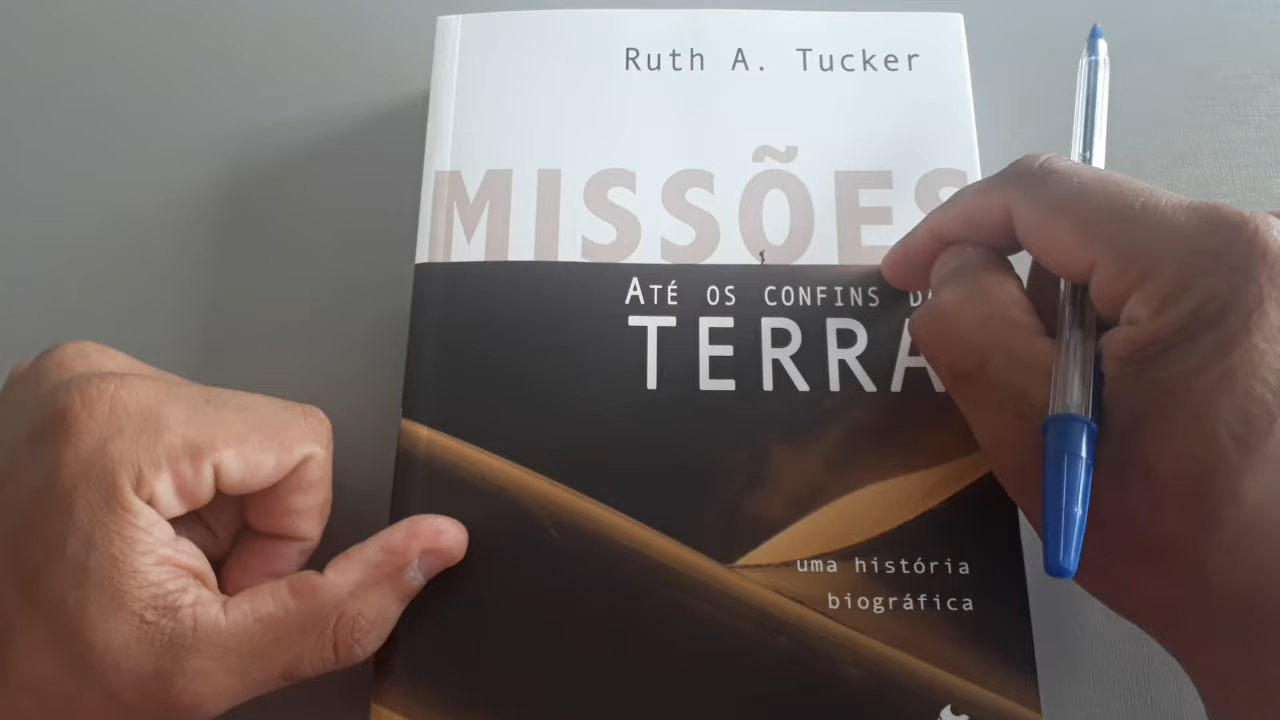 Ruth A. Tucker
MISSÕES
ATÉ OS CONFINS
TERRA
uma história
biográfica